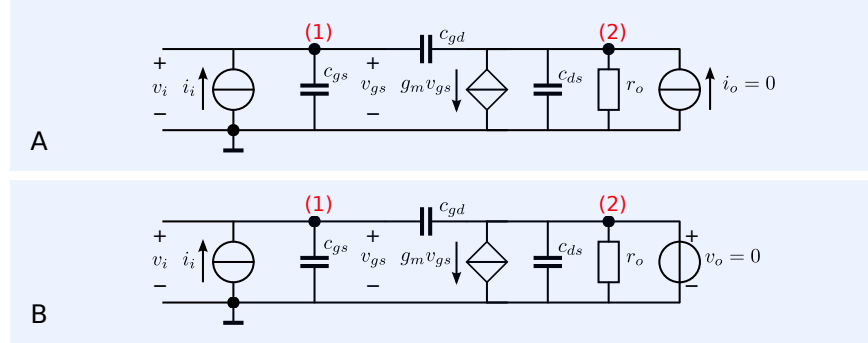 (1) (2)
c_gd
+ + 
v_i i_i c_gs v_gs g_m v_gs c_ds r_o i_o = 0
− −
A
(1) (2)
c_gd
+ + +
v_i i_i c_gs v_gs g_m v_gs c_ds r_o v_o = 0
− − −
B